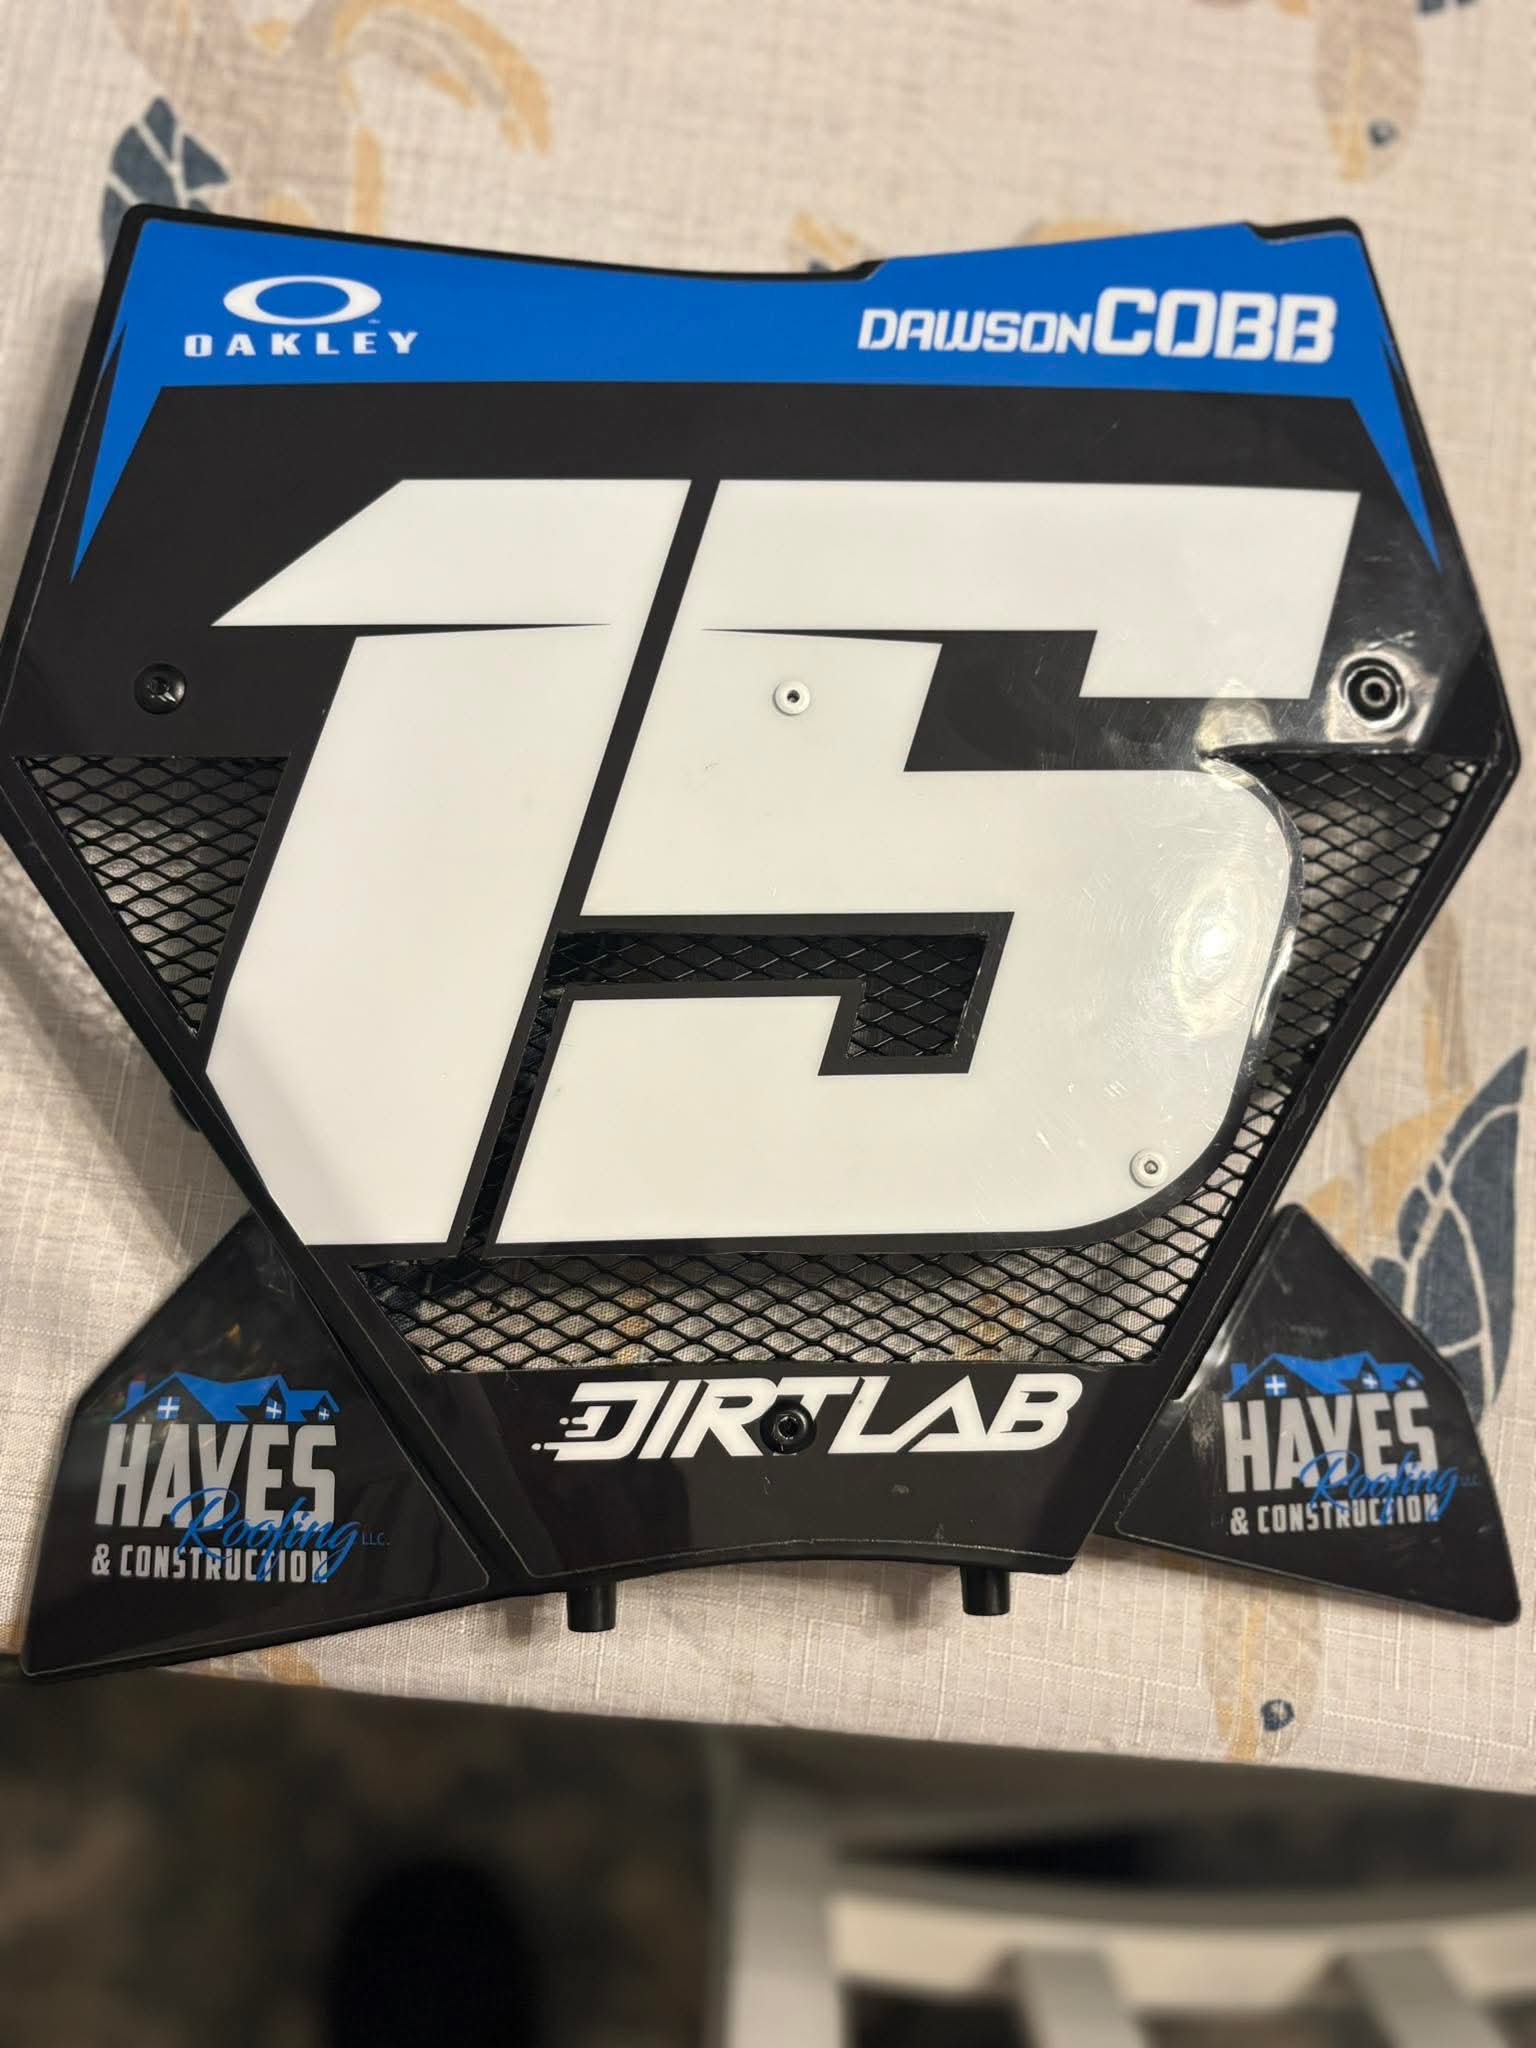 OAKLEY
DAWSONCOBB
15
DIRTLAB
HAYES
Roofing LLC.
& CONSTRUCTION
HAYES
Roofing LLC.
& CONSTRUCTION